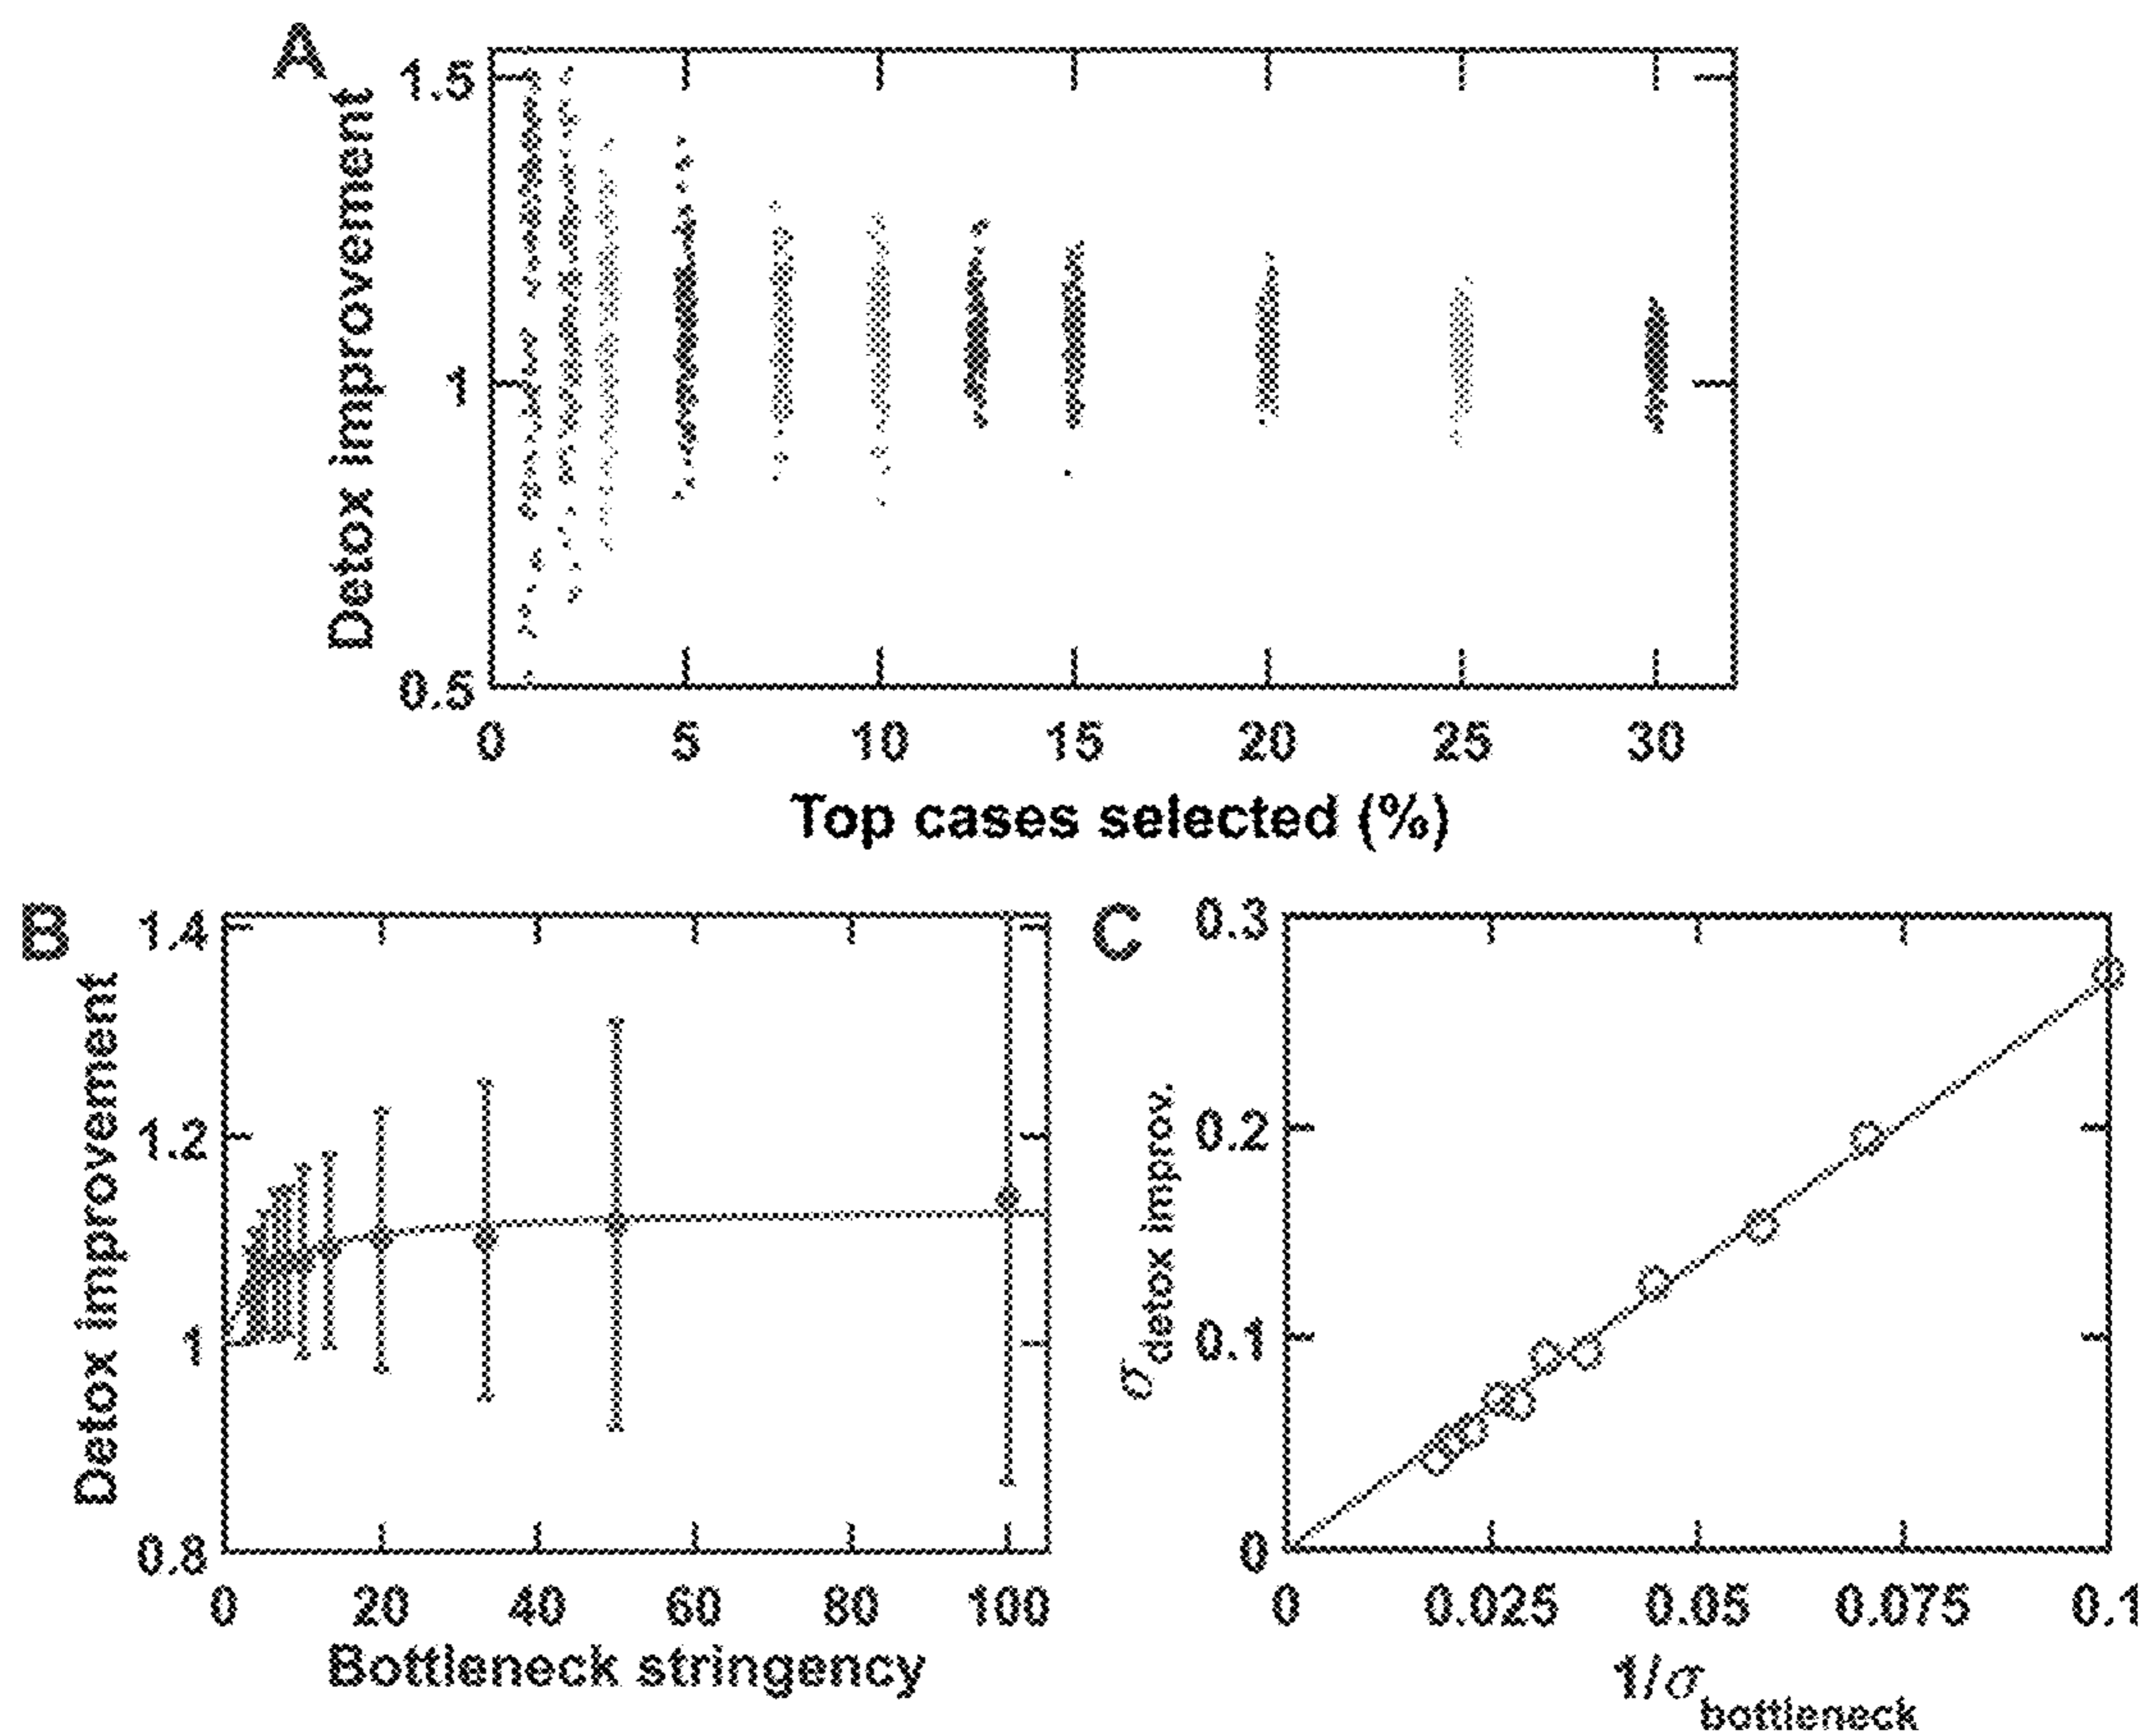 A
Detox improvement
1.5
1
0.5
0 5 10 15 20 25 30
Top cases selected (%)
B
Detox improvement
1.4
1.2
1
0.8
0 20 40 60 80 100
Bottleneck stringency
C
σdetox improv.
0.3
0.2
0.1
0
0 0.025 0.05 0.075 0.1
1/σbottleneck